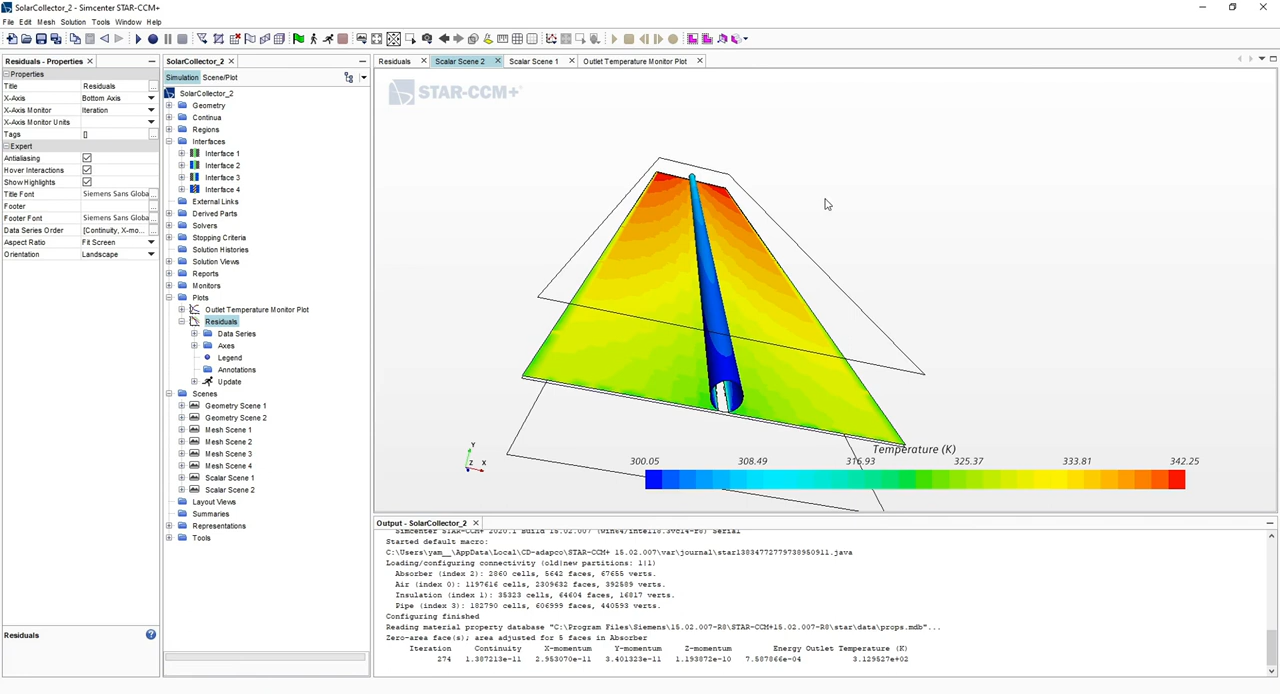 SolarCollector_2 - Simcenter STAR-CCM+
File Edit Mesh Solution Tools Window Help
Residuals - Properties
Properties
Title Residuals
X-Axis Bottom Axis
X-Axis Monitor Iteration
X-Axis Monitor Units
Tags []
Expert
Antialiasing
Hover Interactions
Show Highlights
Title Font Siemens Sans Globa
Footer
Footer Font Siemens Sans Globa
Data Series Order [Continuity, X-mo...
Aspect Ratio Fit Screen
Orientation Landscape
Residuals
SolarCollector_2
Simulation Scene/Plot
SolarCollector_2
Geometry
Continua
Regions
Interfaces
Interface 1
Interface 2
Interface 3
Interface 4
External Links
Derived Parts
Solvers
Stopping Criteria
Solution Histories
Solution Views
Reports
Monitors
Plots
Outlet Temperature Monitor Plot
Residuals
Data Series
Axes
Legend
Annotations
Update
Scenes
Geometry Scene 1
Geometry Scene 2
Mesh Scene 1
Mesh Scene 2
Mesh Scene 3
Mesh Scene 4
Scalar Scene 1
Scalar Scene 2
Layout Views
Summaries
Representations
Tools
Residuals Scalar Scene 2 Scalar Scene 1 Outlet Temperature Monitor Plot
STAR-CCM+
Y
Z X
Temperature (K)
300.05 308.49 316.93 325.37 333.81 342.25
Output - SolarCollector_2
Simcenter STAR-CCM+ 2020.1 Build 15.02.007
Started default macro:
C:\Users\yam__\AppData\Local\CD-adapco\STAR-CCM+ 15.02.007\var\journal\star13834772779738950911.java
Loading/configuring connectivity (old|new partitions: 1|1)
Absorber (index 2): 2860 cells, 5642 faces, 67655 verts.
Air (index 0): 1197616 cells, 2309632 faces, 392589 verts.
Insulation (index 1): 35323 cells, 64604 faces, 16817 verts.
Pipe (index 3): 182790 cells, 606999 faces, 440593 verts.
Configuring finished
Reading material property database "C:\Program Files\Siemens\15.02.007-R8\STAR-CCM+15.02.007-R8\star\data\props.mdb"...
Zero-area face(s); area adjusted for 5 faces in Absorber
Iteration Continuity X-momentum Y-momentum Z-momentum Energy Outlet Temperature (K)
274 1.387213e-11 2.953070e-11 3.401323e-11 1.193872e-10 7.587866e-04 3.129527e+02